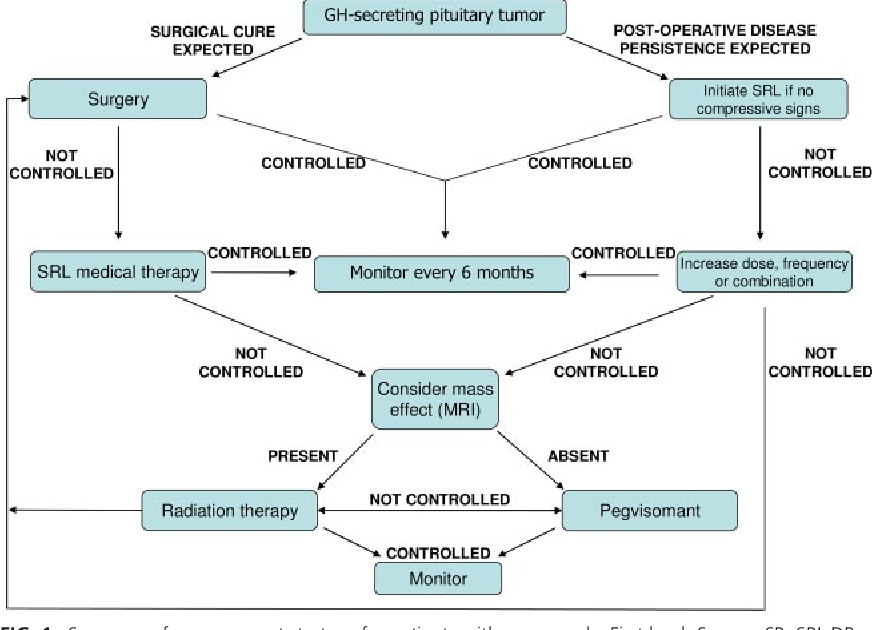 GH-secreting pituitary tumor
SURGICAL CURE
EXPECTED
POST-OPERATIVE DISEASE
PERSISTENCE EXPECTED
Surgery
Initiate SRL if no
compressive signs
NOT
CONTROLLED
CONTROLLED
CONTROLLED
NOT
CONTROLLED
SRL medical therapy
CONTROLLED
Monitor every 6 months
CONTROLLED
Increase dose, frequency
or combination
NOT
CONTROLLED
NOT
CONTROLLED
NOT
CONTROLLED
Consider mass
effect (MRI)
PRESENT
ABSENT
Radiation therapy
NOT CONTROLLED
Pegvisomant
CONTROLLED
Monitor